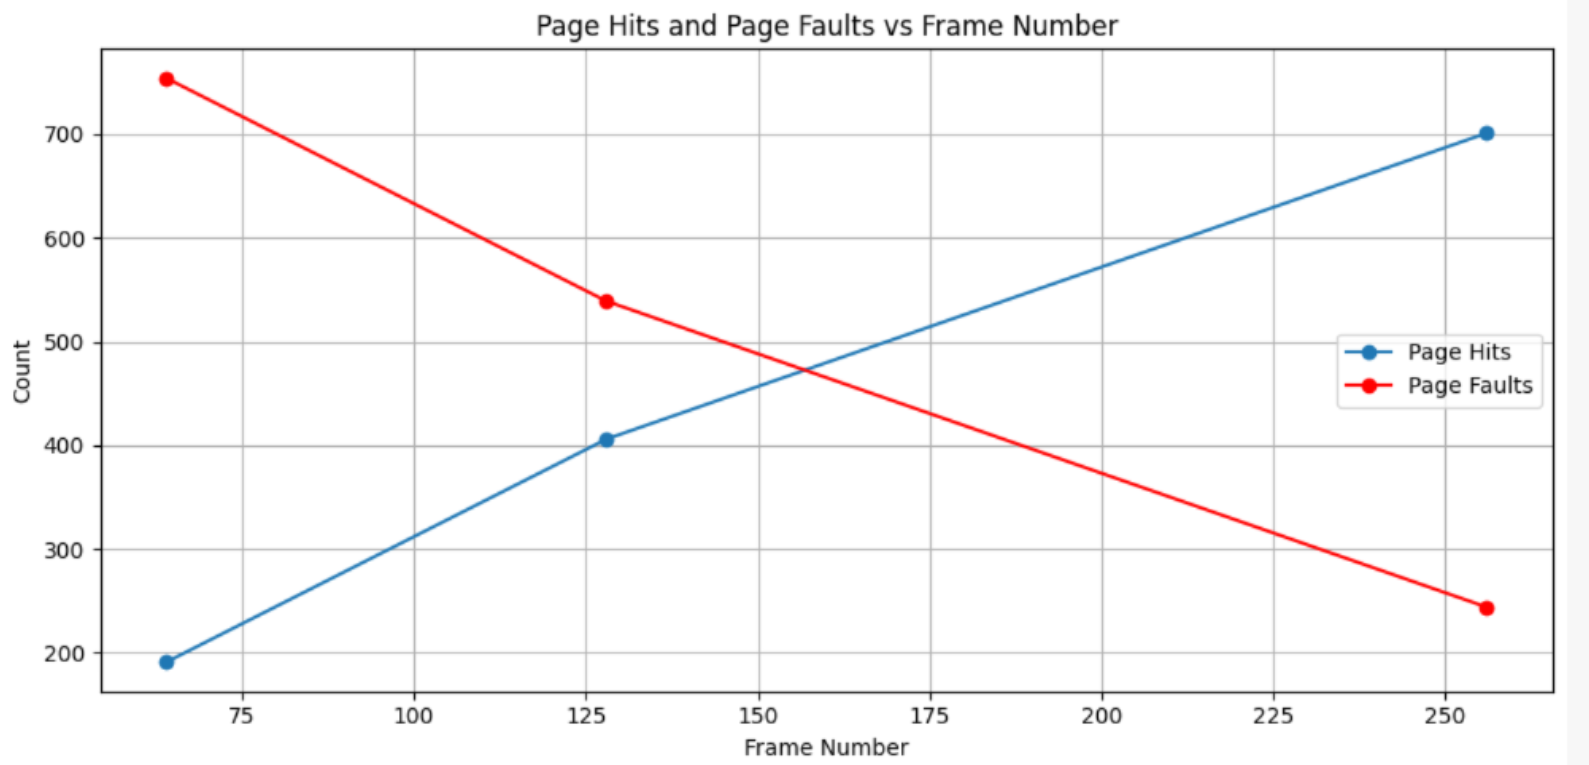 Page Hits and Page Faults vs Frame Number
700
600
500
400
300
200
Count
Page Hits
Page Faults
75 100 125 150 175 200 225 250
Frame Number